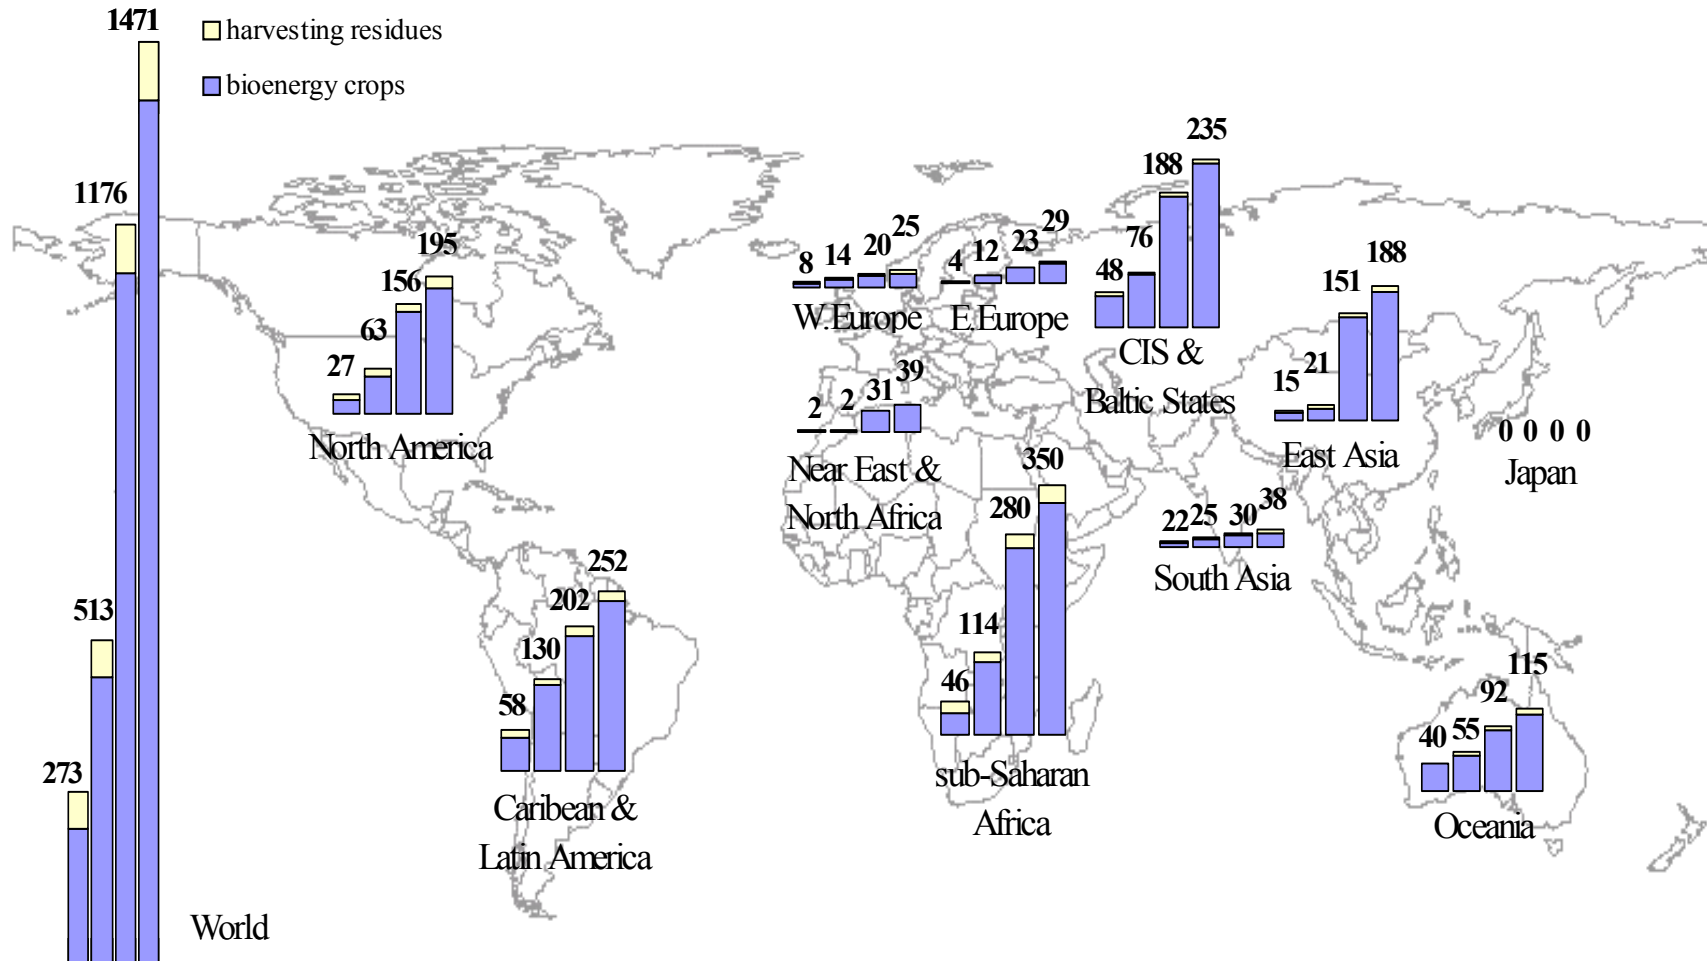 1471
harvesting residues
bioenergy crops
1176
513
273
World
27
63
156
195
North America
58
130
202
252
Caribean &
Latin America
8
14
20
25
W.Europe
4
12
23
29
E.Europe
48
76
188
235
CIS &
Baltic States
2
2
31
39
Near East &
North Africa
46
114
280
350
sub-Saharan
Africa
15
21
151
188
East Asia
0 0 0 0
Japan
22
25
30
38
South Asia
40
55
92
115
Oceania